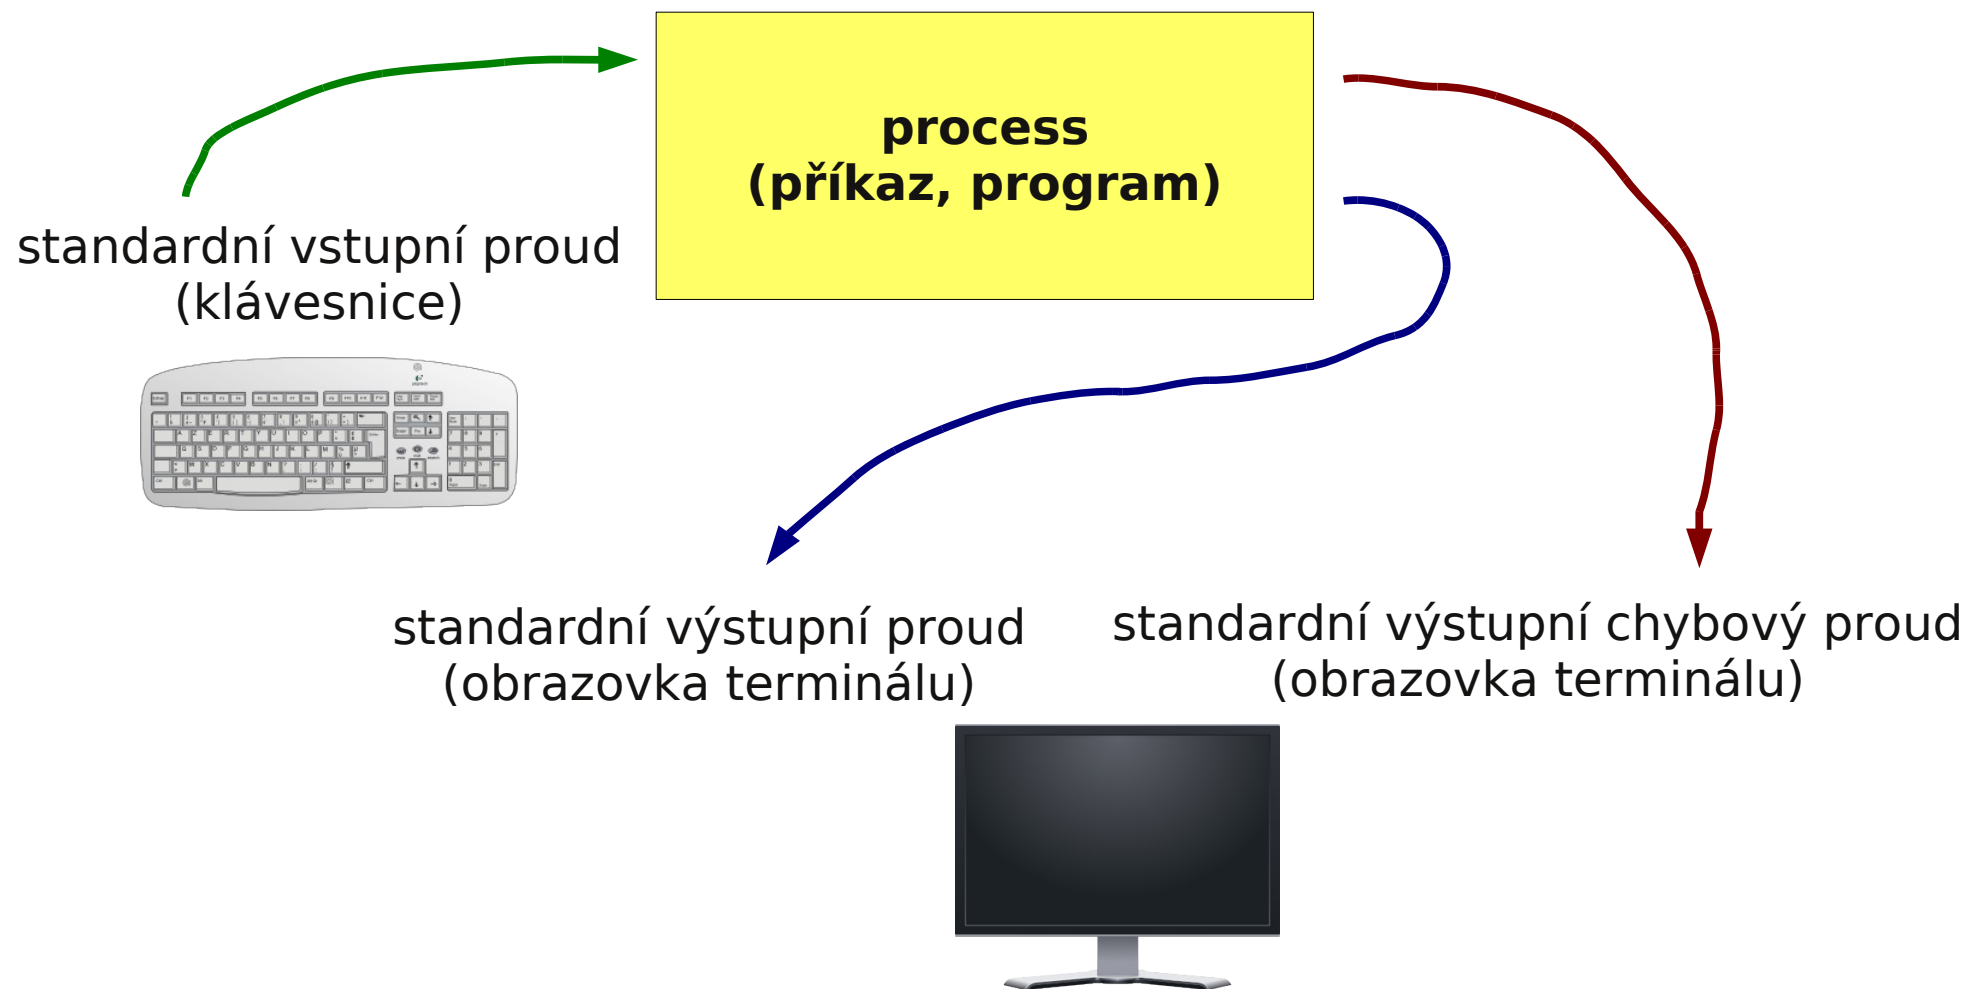 process
(příkaz, program)
standardní vstupní proud
(klávesnice)
standardní výstupní proud
(obrazovka terminálu)
standardní výstupní chybový proud
(obrazovka terminálu)